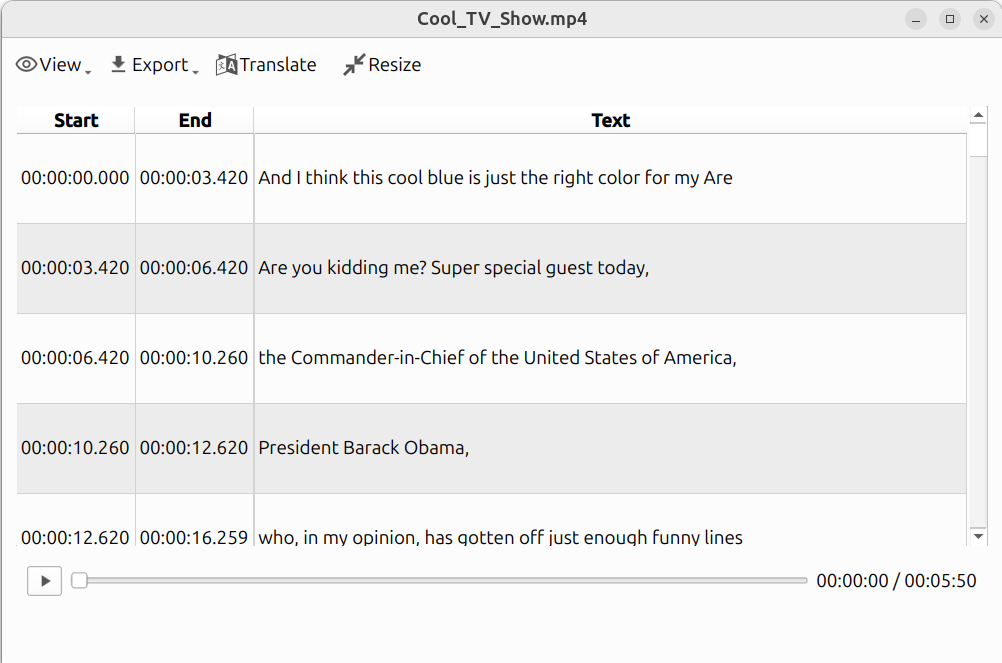 Cool_TV_Show.mp4
View Export Translate Resize
Start End Text
00:00:00.000 00:00:03.420 And I think this cool blue is just the right color for my Are
00:00:03.420 00:00:06.420 Are you kidding me? Super special guest today,
00:00:06.420 00:00:10.260 the Commander-in-Chief of the United States of America,
00:00:10.260 00:00:12.620 President Barack Obama,
00:00:12.620 00:00:16.259 who, in my opinion, has gotten off just enough funny lines
00:00:00 / 00:05:50